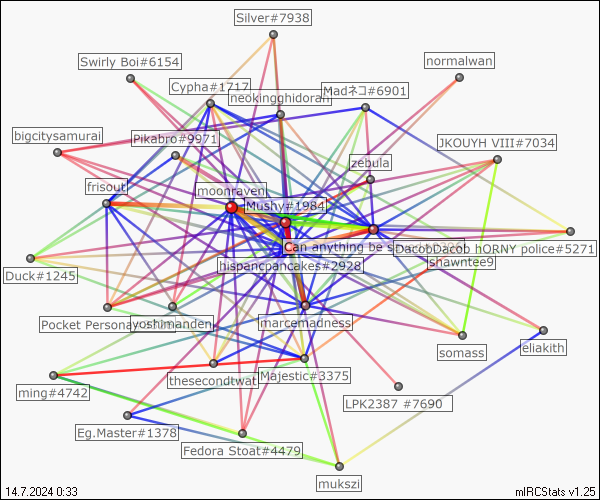 Silver#7938
Swirly Boi#6154
normalwan
Cypha#1717
Madネコ#6901
neokingghidorah
bigcitysamurai
Pikabro#9971
JKOUYH VIII#7034
zebula
frisout
moonraven
Mushy#1984
Can anything be s
DacobDacob hORNY police#5271
hispancpancakes#2928
shawntee9
Duck#1245
Pocket Persona
yoshimanden
marcemadness
somass
eliakith
thesecondtwat
Majestic#3375
ming#4742
LPK2387 #7690
Eg.Master#1378
Fedora Stoat#4479
mukszi
14.7.2024 0:33
mIRCStats v1.25